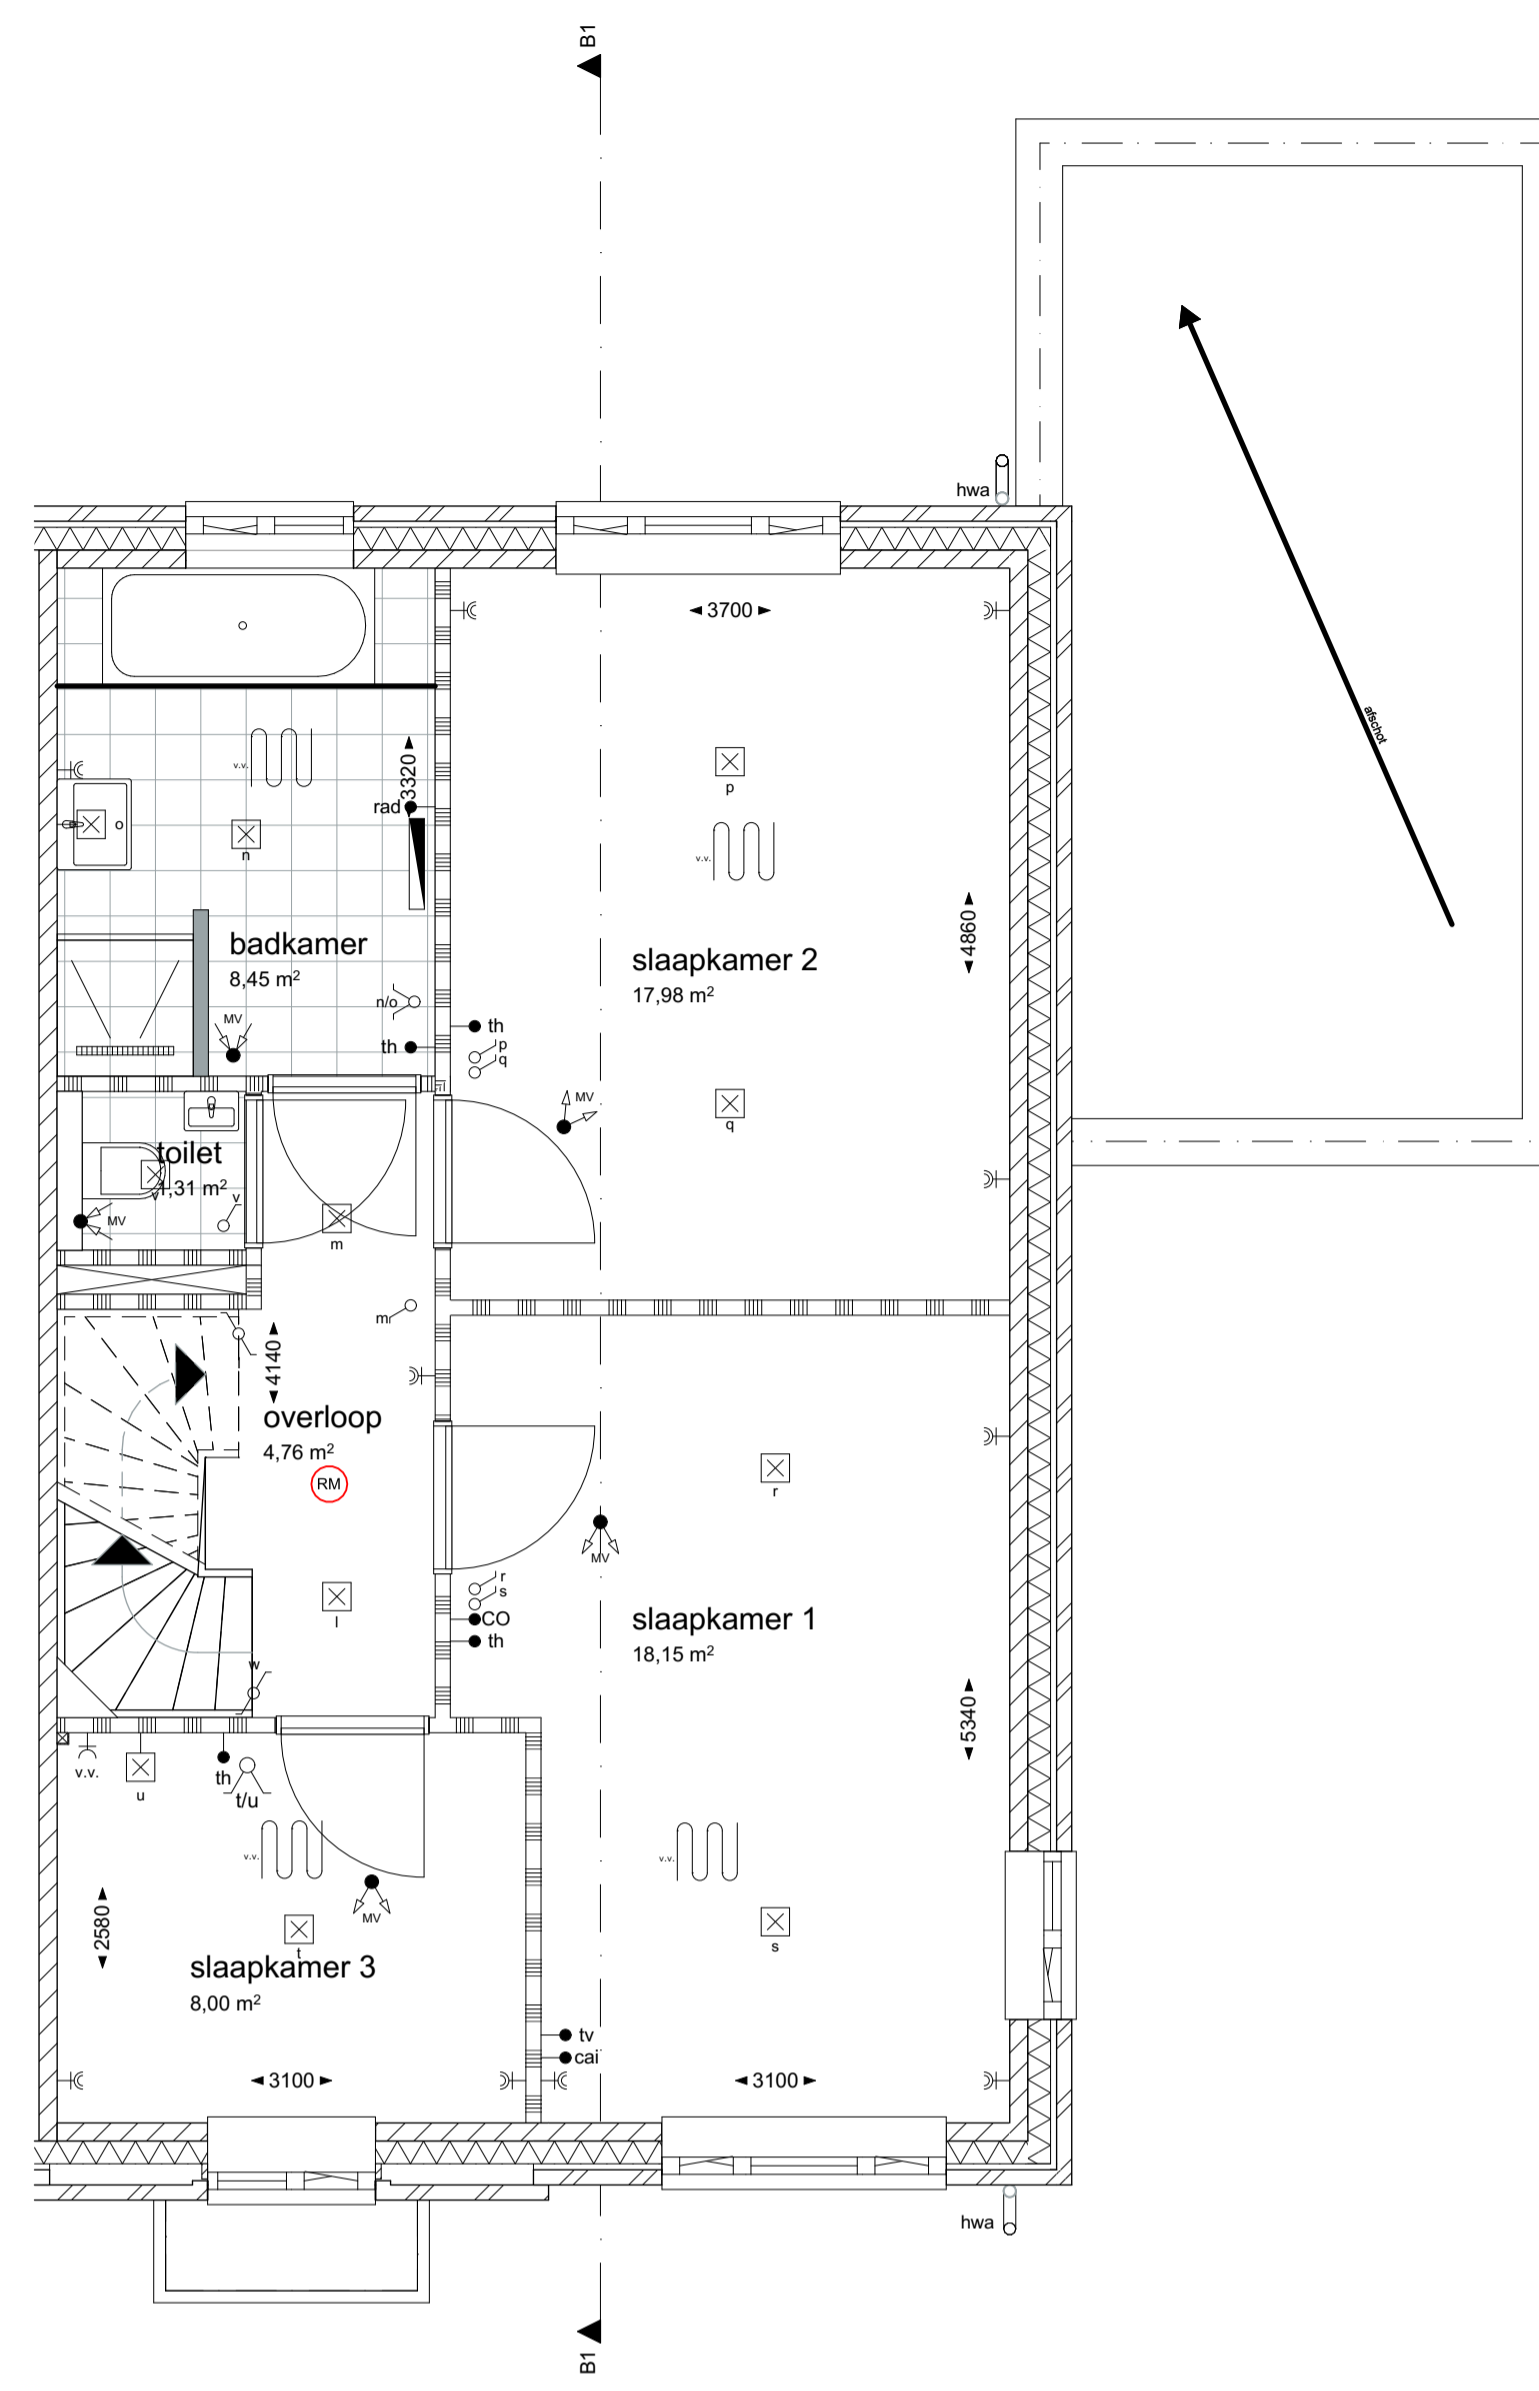 B1
hwa
3700
v.v.
3320
rad
p
o
n
v.v.
badkamer
8,45 m²
slaapkamer 2
17,98 m²
4860
n/o
MV
th
th
p
q
MV
q
toilet
1,31 m²
v
v
MV
m
m
4140
overloop
4,76 m²
RM
r
MV
l
r
s
CO
th
slaapkamer 1
18,15 m²
w
5340
v.v.
u
th
t/u
v.v.
v.v.
2580
MV
t
s
slaapkamer 3
8,00 m²
tv
cai
3100
3100
hwa
B1
afschot